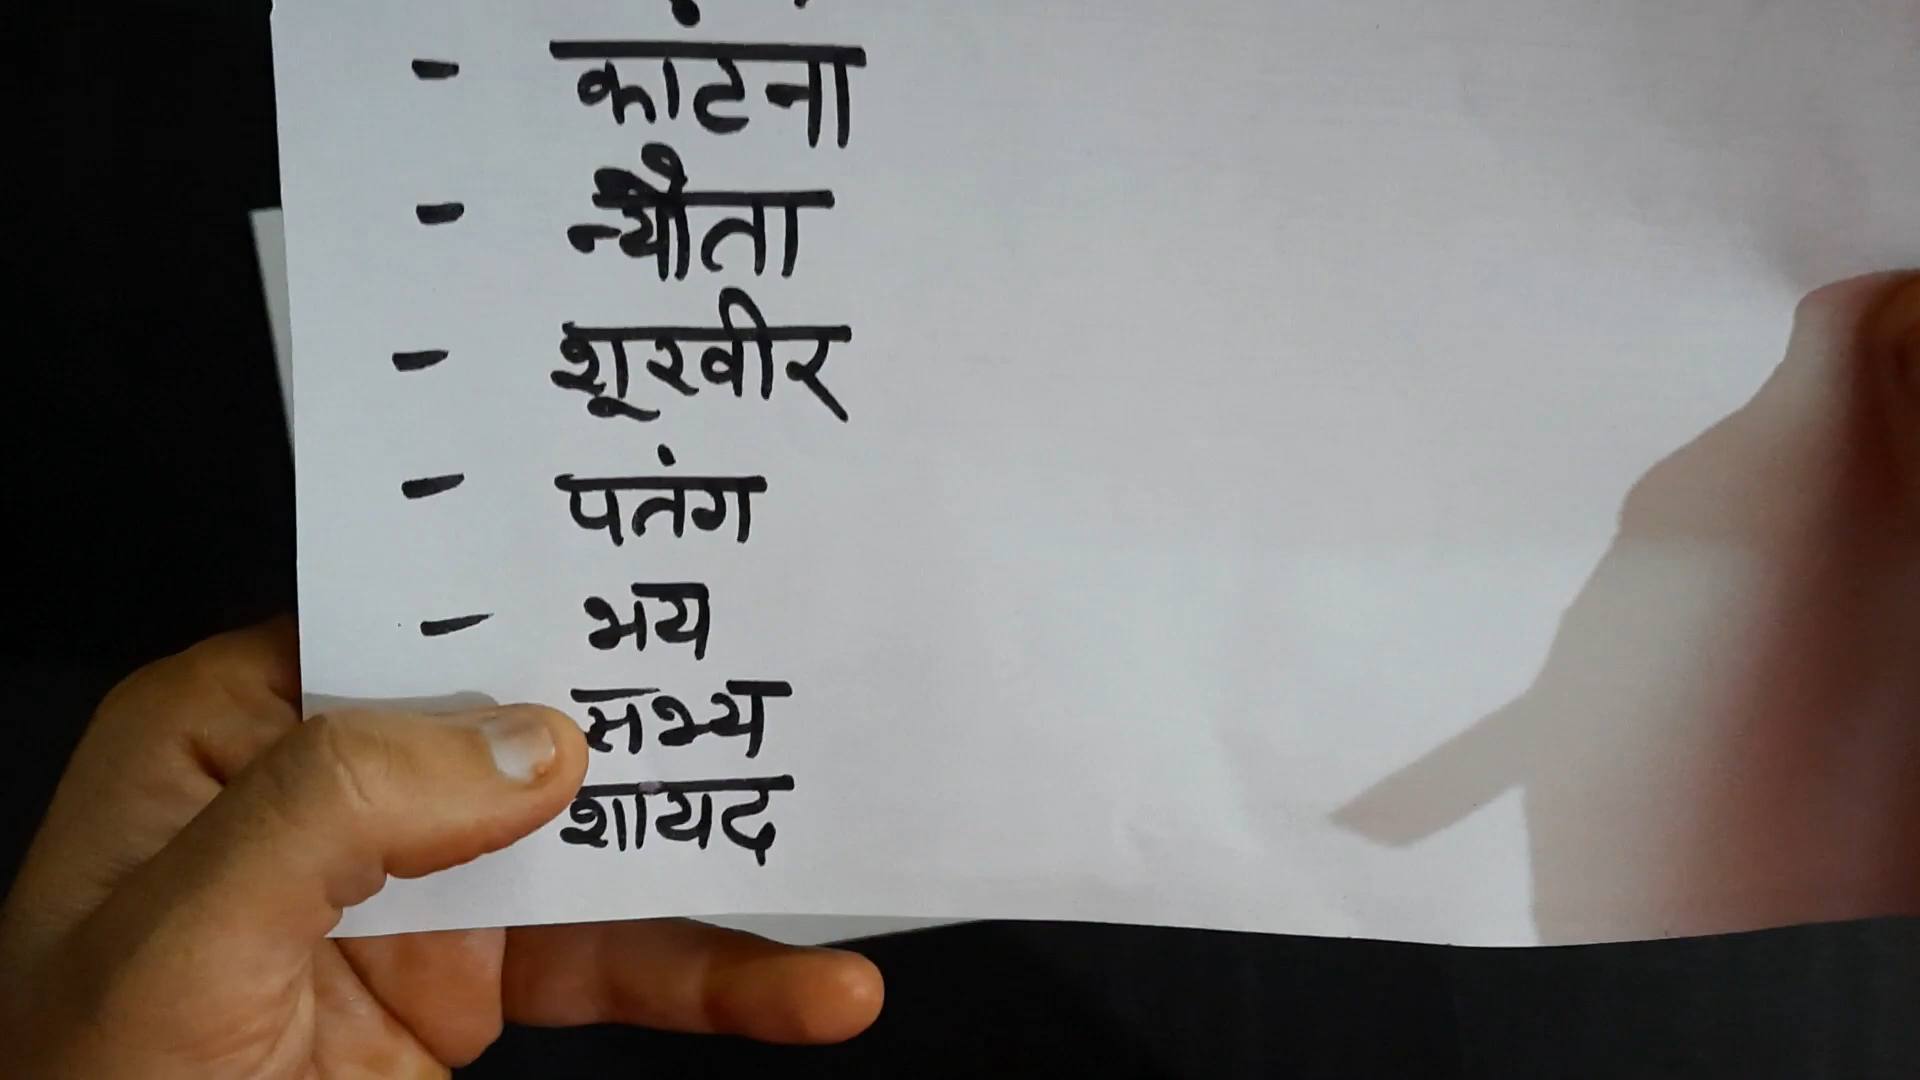 - काटना
- न्यौता
- शूरवीर
- पतंग
- भय
सभ्य
शायद